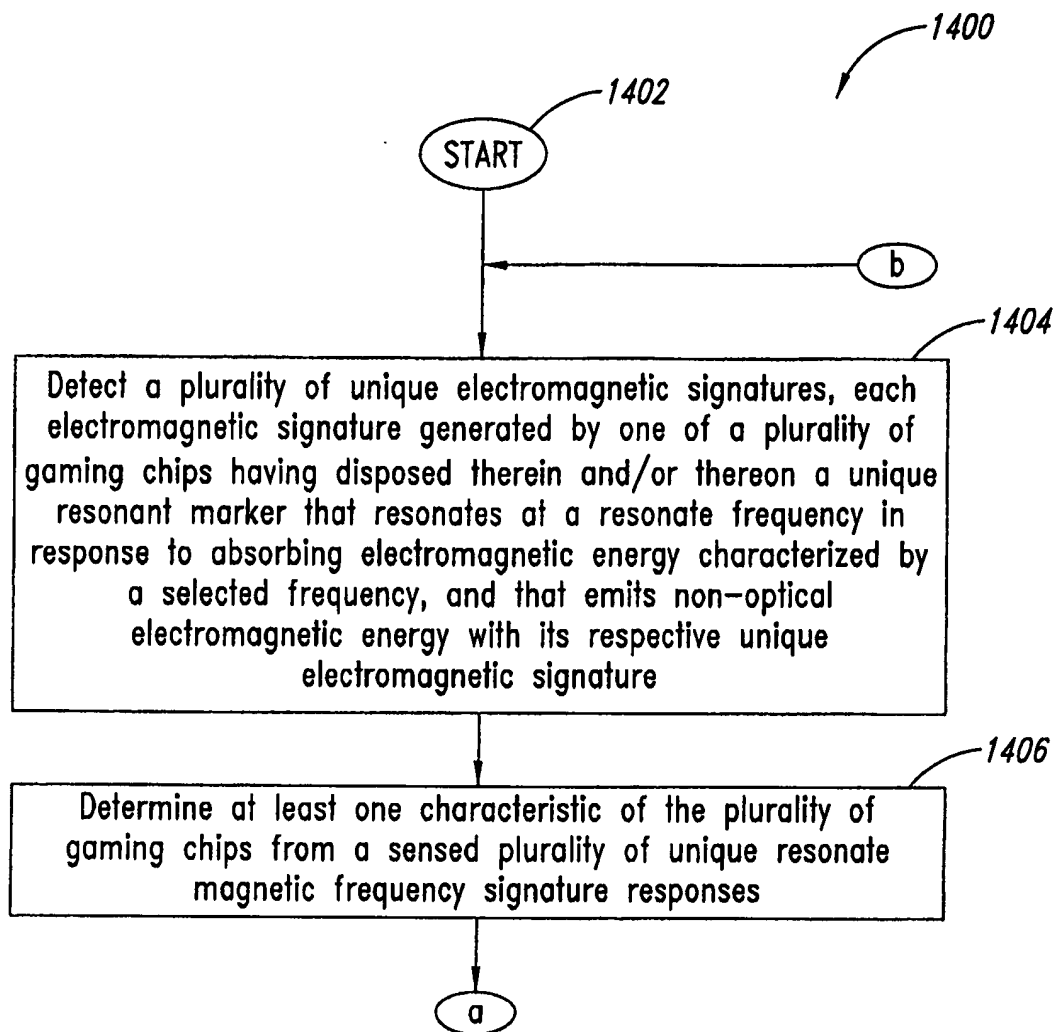 1400
1402
START
b
1404
Detect a plurality of unique electromagnetic signatures, each
electromagnetic signature generated by one of a plurality of
gaming chips having disposed therein and/or thereon a unique
resonant marker that resonates at a resonate frequency in
response to absorbing electromagnetic energy characterized by
a selected frequency, and that emits non-optical
electromagnetic energy with its respective unique
electromagnetic signature
1406
Determine at least one characteristic of the plurality of
gaming chips from a sensed plurality of unique resonate
magnetic frequency signature responses
a